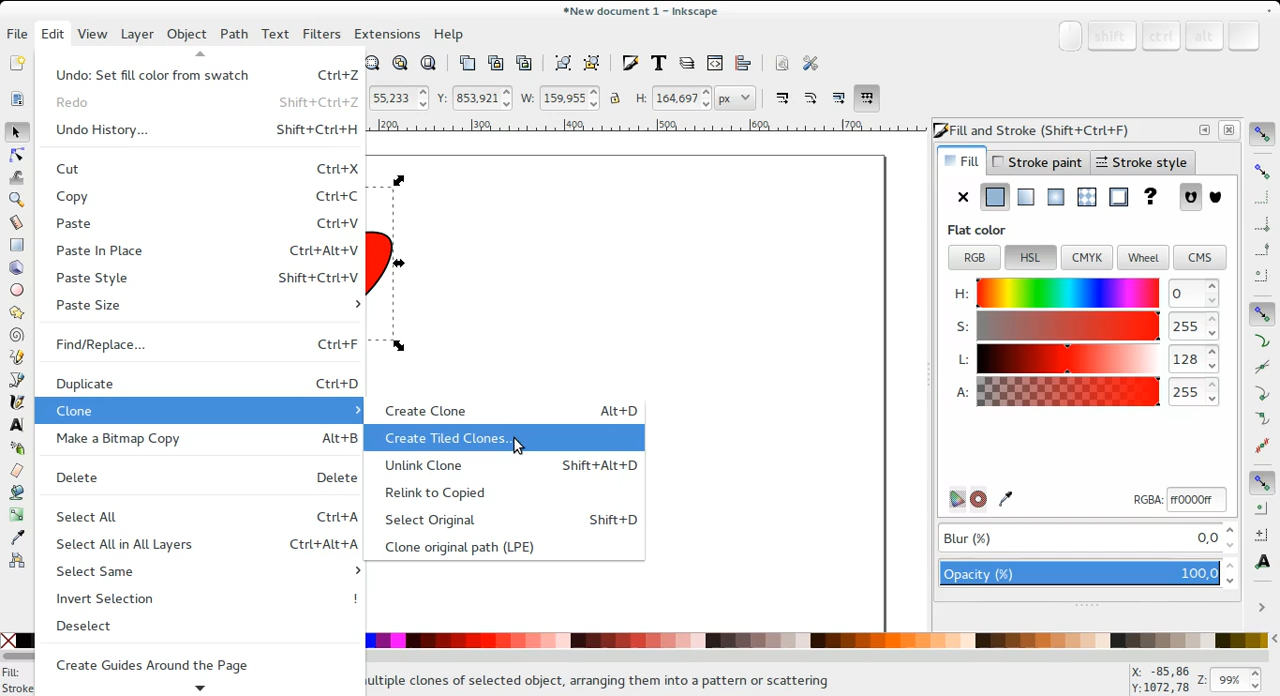 *New document 1 – Inkscape
File Edit View Layer Object Path Text Filters Extensions Help
shift ctrl alt
Undo: Set fill color from swatch Ctrl+Z
Redo Shift+Ctrl+Z
Undo History... Shift+Ctrl+H
Cut Ctrl+X
Copy Ctrl+C
Paste Ctrl+V
Paste In Place Ctrl+Alt+V
Paste Style Shift+Ctrl+V
Paste Size
Find/Replace... Ctrl+F
Duplicate Ctrl+D
Clone
Make a Bitmap Copy Alt+B
Delete Delete
Select All Ctrl+A
Select All in All Layers Ctrl+Alt+A
Select Same
Invert Selection !
Deselect
Create Guides Around the Page
Create Clone Alt+D
Create Tiled Clones...
Unlink Clone Shift+Alt+D
Relink to Copied
Select Original Shift+D
Clone original path (LPE)
55,233 Y: 853,921 W: 159,955 H: 164,697 px
200 300 400 500 600 700
Fill and Stroke (Shift+Ctrl+F)
Fill Stroke paint Stroke style
Flat color
RGB HSL CMYK Wheel CMS
H: 0
S: 255
L: 128
A: 255
RGBA: ff0000ff
Blur (%) 0,0
Opacity (%) 100,0
Fill:
Stroke
ultiple clones of selected object, arranging them into a pattern or scattering
X: -85,86
Y: 1072,78
Z: 99%